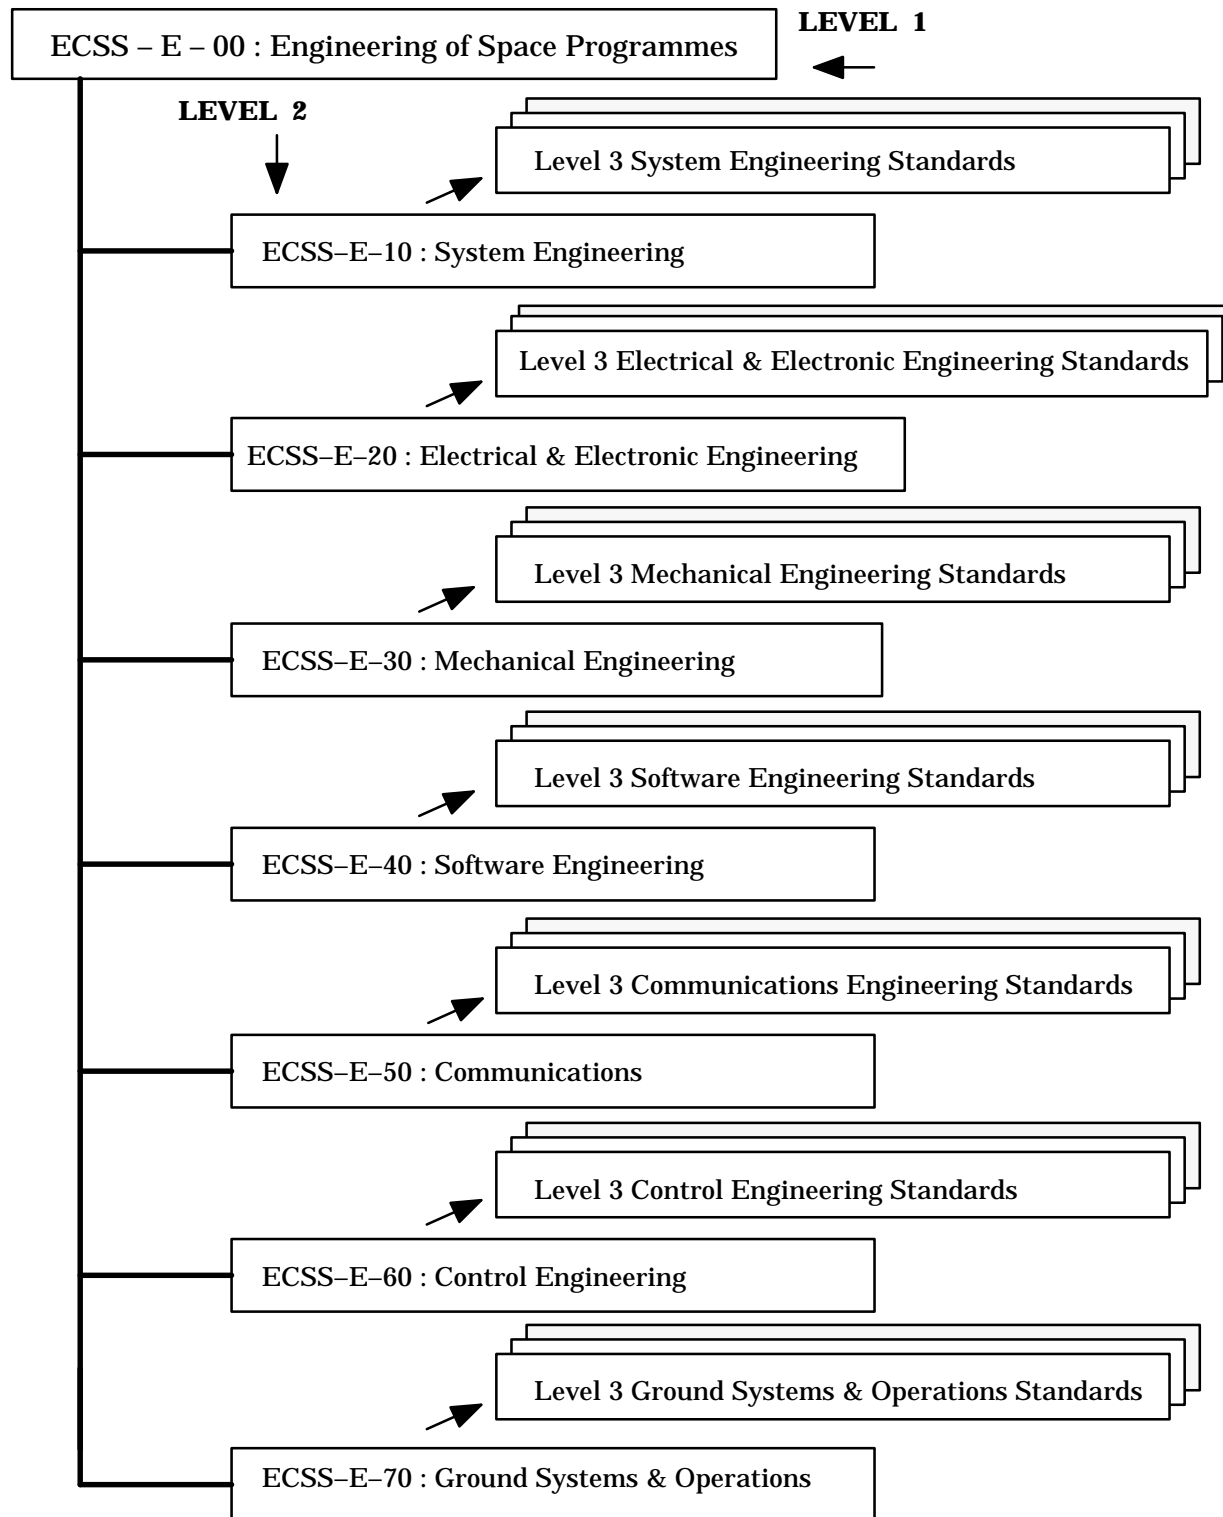 ECSS – E – 00 : Engineering of Space Programmes
LEVEL 1
LEVEL 2
Level 3 System Engineering Standards
ECSS–E–10 : System Engineering
Level 3 Electrical & Electronic Engineering Standards
ECSS–E–20 : Electrical & Electronic Engineering
Level 3 Mechanical Engineering Standards
ECSS–E–30 : Mechanical Engineering
Level 3 Software Engineering Standards
ECSS–E–40 : Software Engineering
Level 3 Communications Engineering Standards
ECSS–E–50 : Communications
Level 3 Control Engineering Standards
ECSS–E–60 : Control Engineering
Level 3 Ground Systems & Operations Standards
ECSS–E–70 : Ground Systems & Operations